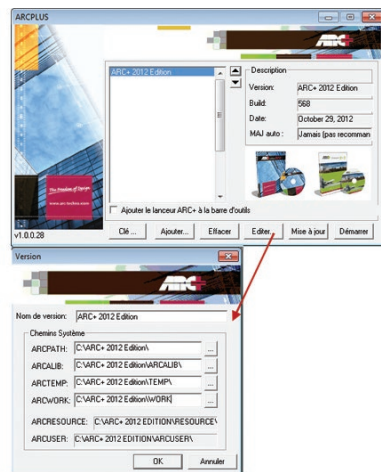 ARCPLUS
ARC+
ARC+ 2012 Edition
Description
Version: ARC+ 2012 Edition
Build: 568
Date: October 29, 2012
MAJ auto : Jamais (pas recomman
The Freedom of Design
Ajouter le lanceur ARC+ à la barre d'outils
v1.0.0.28
Clé ... Ajouter... Effacer Editer... Mise à jour Démarrer
Version
ARC+
Nom de version: ARC+ 2012 Edition
Chemins Système
ARCPATH: C:\ARC+ 2012 Edition\ ...
ARCALIB: C:\ARC+ 2012 Edition\ARCALIB\ ...
ARCTEMP: C:\ARC+ 2012 Edition\TEMP\ ...
ARCWORK: C:\ARC+ 2012 Edition\WORK\ ...
ARCRESOURCE: C:\ARC+ 2012 EDITION\RESOURCE\
ARCUSER: C:\ARC+ 2012 EDITION\ARCUSER\
OK Annuler